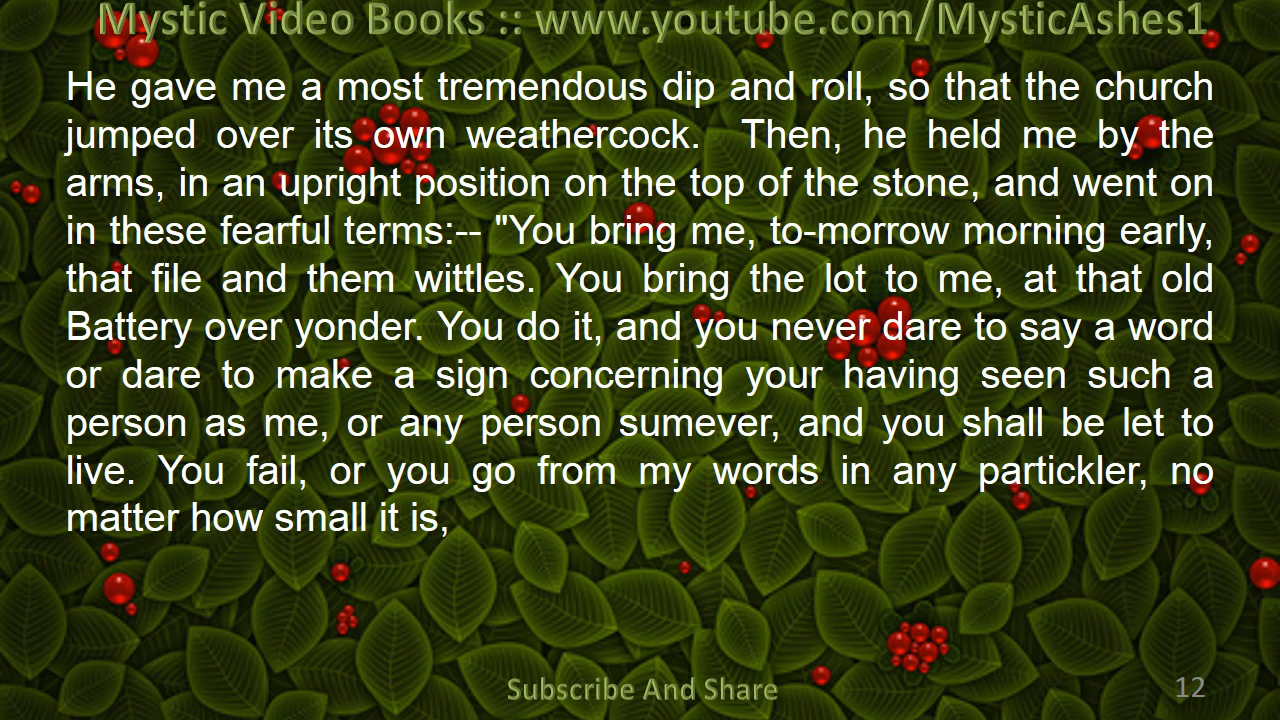 Mystic Video Books :: www.youtube.com/MysticAshes1
He gave me a most tremendous dip and roll, so that the church
jumped over its own weathercock.  Then, he held me by the
arms, in an upright position on the top of the stone, and went on
in these fearful terms:-- "You bring me, to-morrow morning early,
that file and them wittles. You bring the lot to me, at that old
Battery over yonder. You do it, and you never dare to say a word
or dare to make a sign concerning your having seen such a
person as me, or any person sumever, and you shall be let to
live. You fail, or you go from my words in any partickler, no
matter how small it is,
Subscribe And Share
12